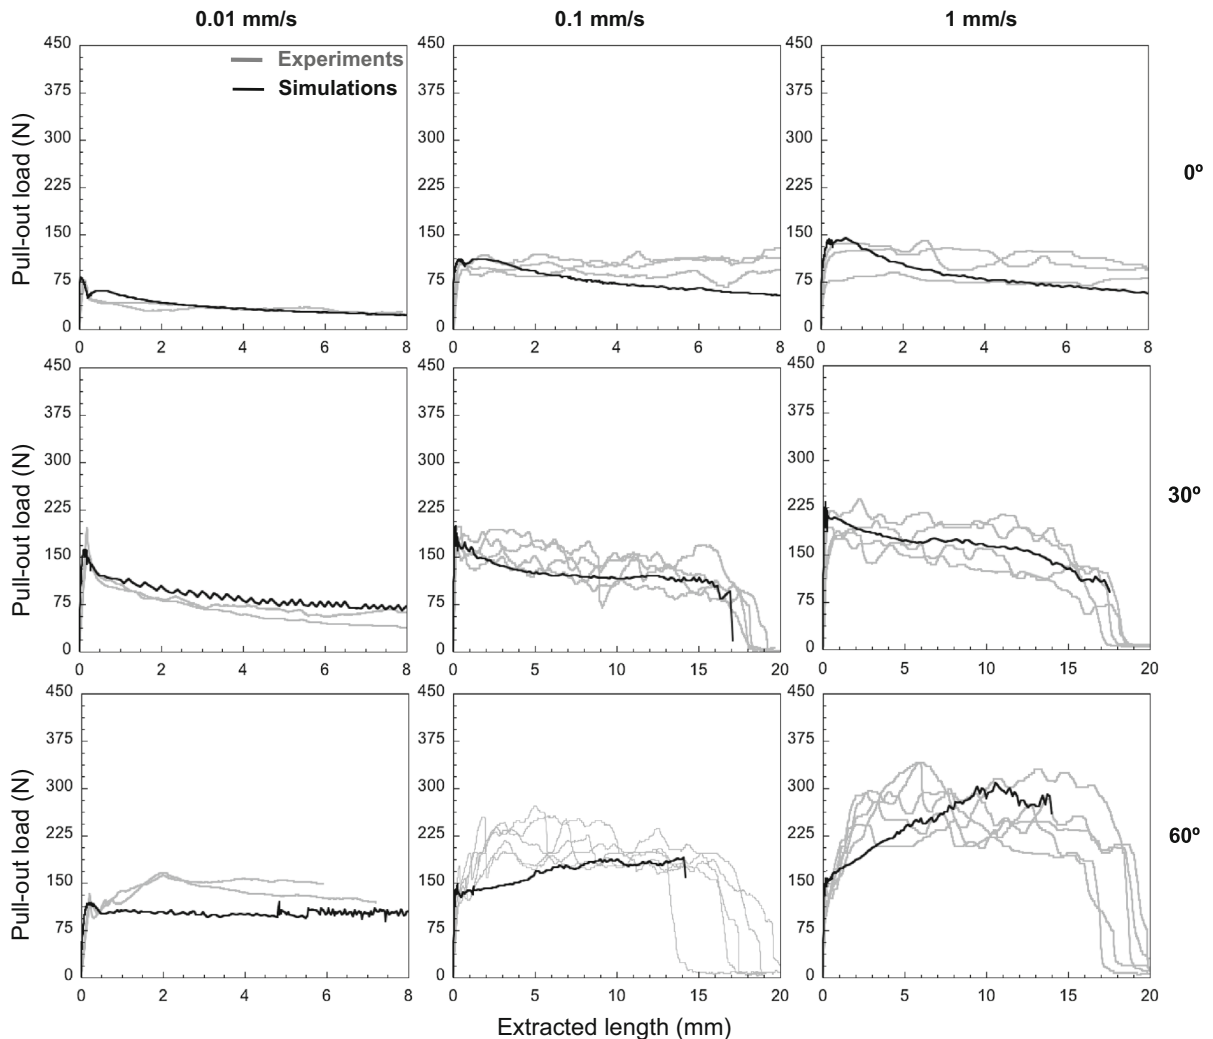 0.01 mm/s 0.1 mm/s 1 mm/s
450 450 450
Experiments
Simulations
375 375 375
300 300 300
225 225 225
150 150 150
75 75 75
0 0 0
Pull-out load (N)
0º
0 2 4 6 8 0 2 4 6 8 0 2 4 6 8
450 450 450
375 375 375
300 300 300
225 225 225
150 150 150
75 75 75
0 0 0
Pull-out load (N)
30º
0 2 4 6 8 0 5 10 15 20 0 5 10 15 20
450 450 450
375 375 375
300 300 300
225 225 225
150 150 150
75 75 75
0 0 0
Pull-out load (N)
60º
0 2 4 6 8 0 5 10 15 20 0 5 10 15 20
Extracted length (mm)